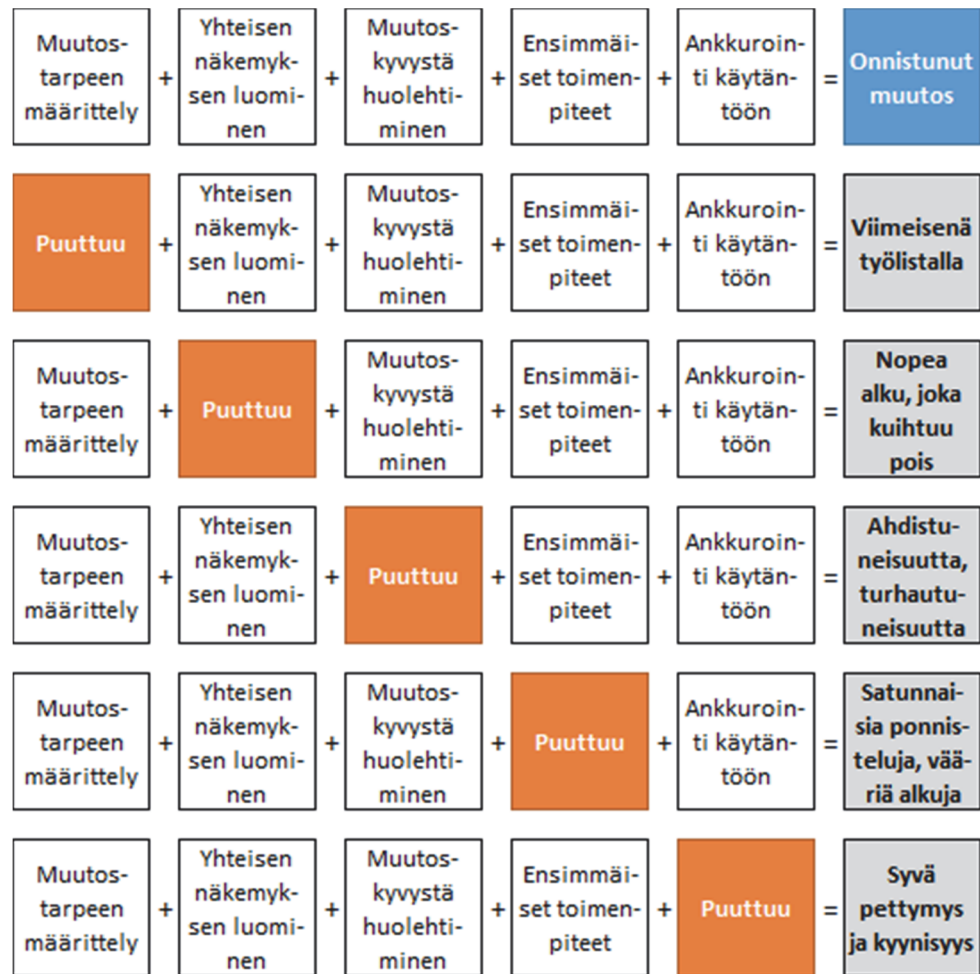 Muutos-
tarpeen
määrittely
+
Yhteisen
näkemyk-
sen luomi-
nen
+
Muutos-
kyvystä
huolehti-
minen
+
Ensimmäi-
set toimen-
piteet
+
Ankkuroin-
ti käytän-
töön
=
Onnistunut
muutos
Puuttuu
+
Yhteisen
näkemyk-
sen luomi-
nen
+
Muutos-
kyvystä
huolehti-
minen
+
Ensimmäi-
set toimen-
piteet
+
Ankkuroin-
ti käytän-
töön
=
Viimeisenä
työlistalla
Muutos-
tarpeen
määrittely
+
Puuttuu
+
Muutos-
kyvystä
huolehti-
minen
+
Ensimmäi-
set toimen-
piteet
+
Ankkuroin-
ti käytän-
töön
=
Nopea
alku, joka
kuihtuu
pois
Muutos-
tarpeen
määrittely
+
Yhteisen
näkemyk-
sen luomi-
nen
+
Puuttuu
+
Ensimmäi-
set toimen-
piteet
+
Ankkuroin-
ti käytän-
töön
=
Ahdistu-
neisuutta,
turhautu-
neisuutta
Muutos-
tarpeen
määrittely
+
Yhteisen
näkemyk-
sen luomi-
nen
+
Muutos-
kyvystä
huolehti-
minen
+
Puuttuu
+
Ankkuroin-
ti käytän-
töön
=
Satunnai-
sia ponnis-
teluja, vää-
riä alkuja
Muutos-
tarpeen
määrittely
+
Yhteisen
näkemyk-
sen luomi-
nen
+
Muutos-
kyvystä
huolehti-
minen
+
Ensimmäi-
set toimen-
piteet
+
Puuttuu
=
Syvä
pettymys
ja kyynisyys